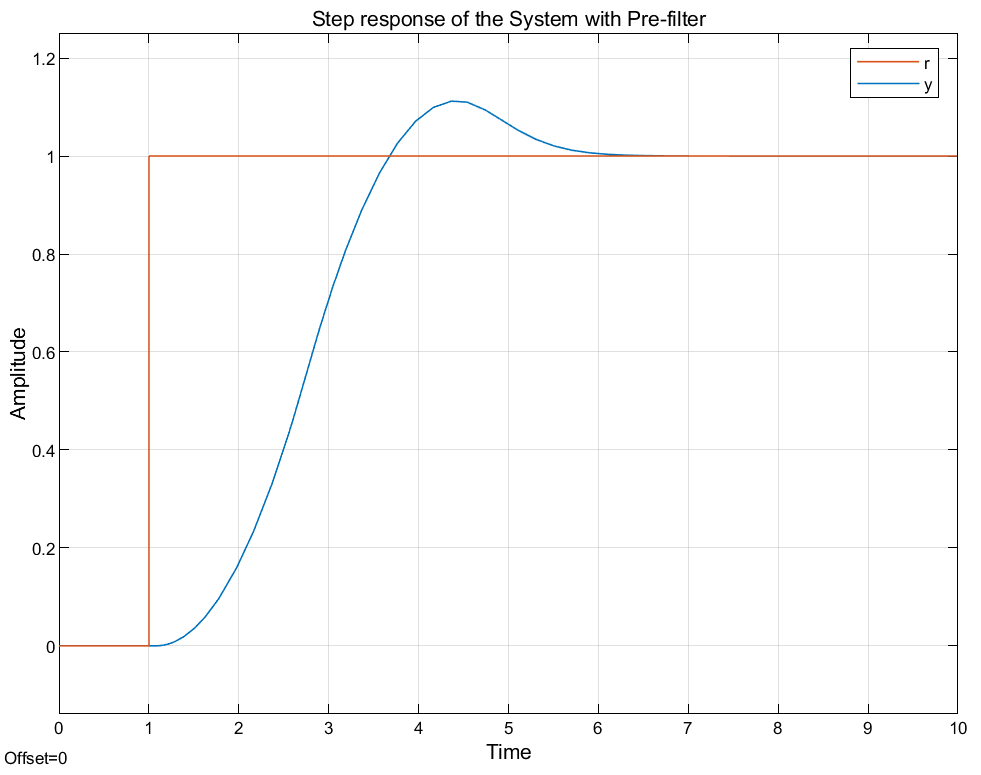 Step response of the System with Pre-filter
r
y
1.2
1
0.8
0.6
0.4
0.2
0
Amplitude
0 1 2 3 4 5 6 7 8 9 10
Time
Offset=0